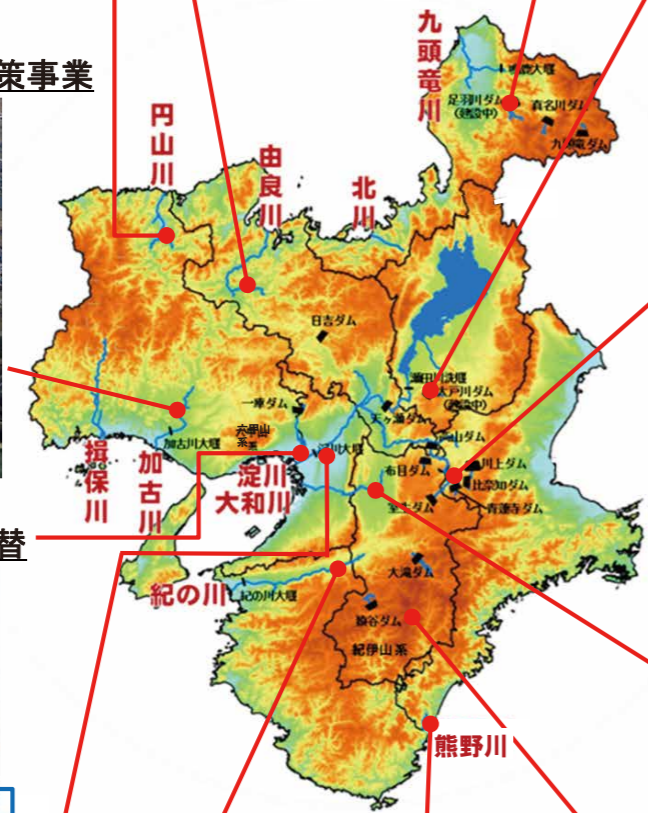 策事業
九頭竜川
鳴鹿大堰
足羽川ダム
(建設中)
真名川ダム
九頭竜ダム
円山川
由良川
北川
日吉ダム
瀬田川洗堰
大戸川ダム
(建設中)
一庫ダム
天ヶ瀬ダム
六甲山系
加古川大堰
淀川大堰
布目ダム
川上ダム
比奈知ダム
室生ダム
青蓮寺ダム
揖保川
加古川
淀川
大和川
替
大滝ダム
紀の川
紀の川大堰
猿谷ダム
紀伊山系
熊野川